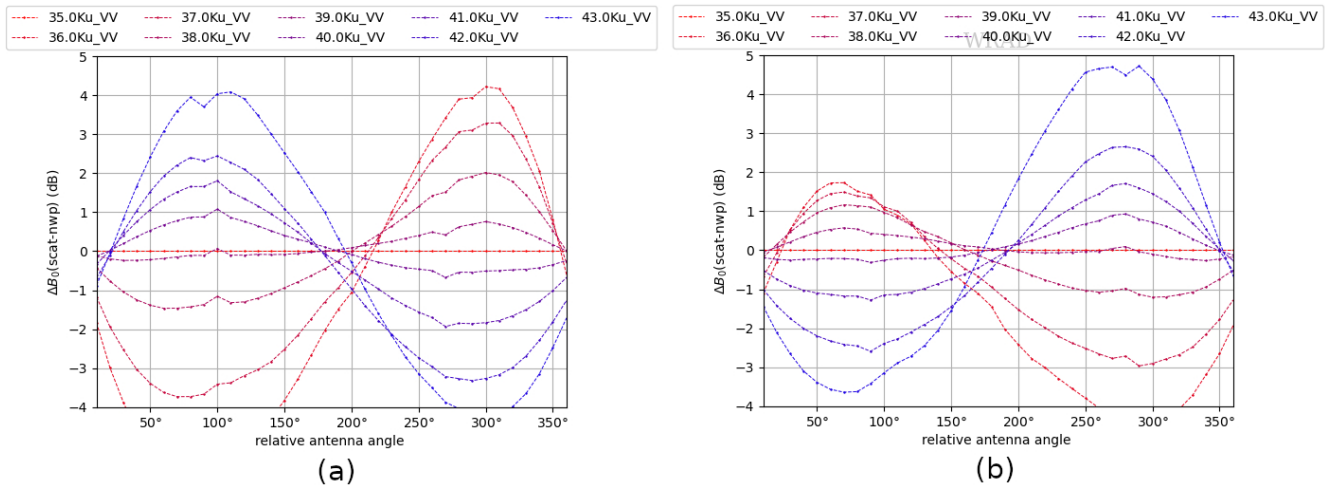 35.0Ku_VV 37.0Ku_VV 39.0Ku_VV 41.0Ku_VV 43.0Ku_VV
36.0Ku_VV 38.0Ku_VV 40.0Ku_VV 42.0Ku_VV
5
4
3
2
1
0
−1
−2
−3
−4
ΔB₀(scat-nwp) (dB)
50° 100° 150° 200° 250° 300° 350°
relative antenna angle
(a)
35.0Ku_VV 37.0Ku_VV 39.0Ku_VV 41.0Ku_VV 43.0Ku_VV
36.0Ku_VV 38.0Ku_VV 40.0Ku_VV 42.0Ku_VV
WRAD
5
4
3
2
1
0
−1
−2
−3
−4
ΔB₀(scat-nwp) (dB)
50° 100° 150° 200° 250° 300° 350°
relative antenna angle
(b)